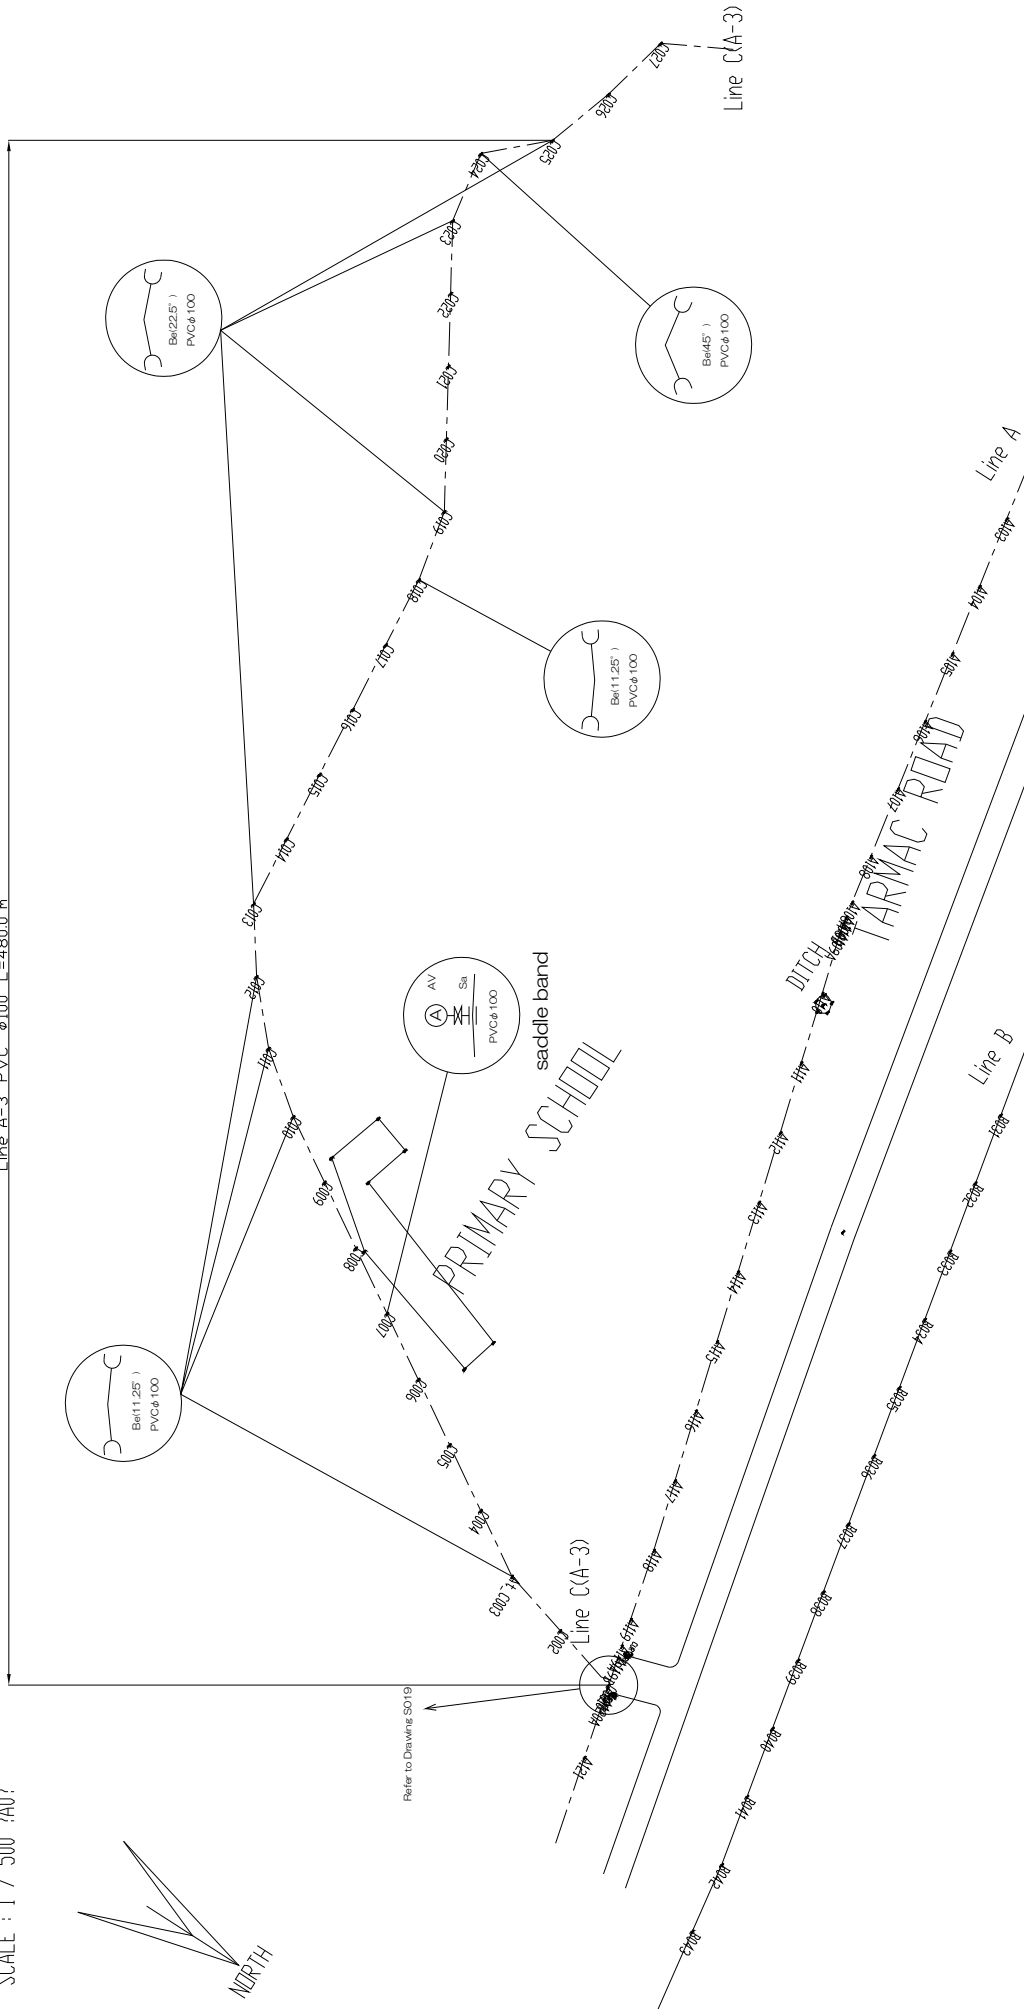 SCALE : 1 / 500 ?A0?
NORTH
Line A-3 PVC φ100 L=480.0 m
Line C(A-3)
C027
C026
C025
C024
C023
C022
C021
C020
C019
C018
C017
C016
C015
C014
C013
C012
C011
C010
C009
C008
C007
C006
C005
C004
At_C003
C002
Line C(A-3)
Be(22.5°)
PVCφ100
Be(45°)
PVCφ100
Be(11.25°)
PVCφ100
A
AV
Sa
PVCφ100
saddle band
Be(11.25°)
PVCφ100
PRIMARY SCHOOL
Refer to Drawing S019
TARMAC ROAD
DITCH
Line A
A103
A104
A105
A106
A107
A108
A110
A111
A112
A113
A114
A115
A116
A117
A118
A119
A121
Line B
B031
B032
B033
B034
B035
B036
B037
B038
B039
B040
B041
B042
B043